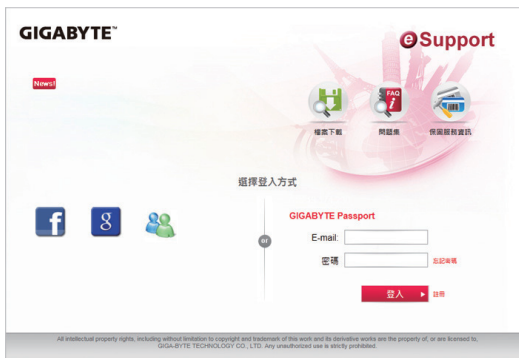 GIGABYTE™
eSupport
News!
FAQ
檔案下載
問題集
保固服務資訊
選擇登入方式
f
g
or
GIGABYTE Passport
E-mail:
密碼
忘記密碼
登入
註冊
All intellectual property rights, including without limitation to copyright and trademark of this work and its derivative works are the property of, or are licensed to,
GIGA-BYTE TECHNOLOGY CO., LTD. Any unauthorized use is strictly prohibited.